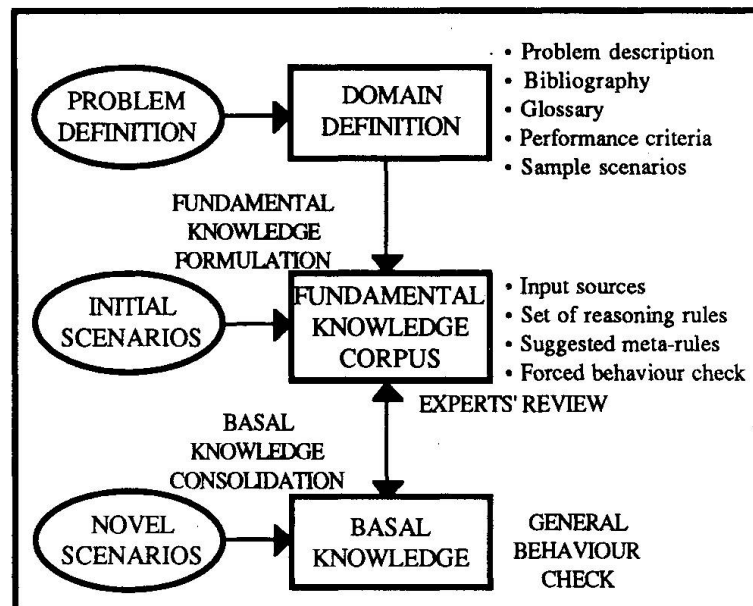 PROBLEM
DEFINITION
DOMAIN
DEFINITION
• Problem description
• Bibliography
• Glossary
• Performance criteria
• Sample scenarios
FUNDAMENTAL
KNOWLEDGE
FORMULATION
INITIAL
SCENARIOS
FUNDAMENTAL
KNOWLEDGE
CORPUS
• Input sources
• Set of reasoning rules
• Suggested meta-rules
• Forced behaviour check
EXPERTS' REVIEW
BASAL
KNOWLEDGE
CONSOLIDATION
NOVEL
SCENARIOS
BASAL
KNOWLEDGE
GENERAL
BEHAVIOUR
CHECK